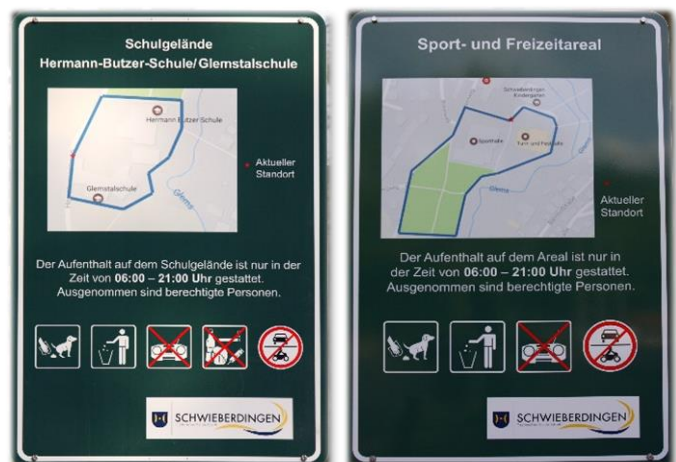 Schulgelände
Hermann-Butzer-Schule/Glemstalschule
Hermann Butzer Schule
Glemstalschule
Glems
Aktueller
Standort
Der Aufenthalt auf dem Schulgelände ist nur in der
Zeit von 06:00 – 21:00 Uhr gestattet.
Ausgenommen sind berechtigte Personen.
SCHWIEBERDINGEN
Sport- und Freizeitareal
Schwieberdingen
Kindergarten
Sporthalle
Turn- und Festhalle
Glems
Aktueller
Standort
Der Aufenthalt auf dem Areal ist nur in
der Zeit von 06:00 – 21:00 Uhr gestattet.
Ausgenommen sind berechtigte Personen.
SCHWIEBERDINGEN